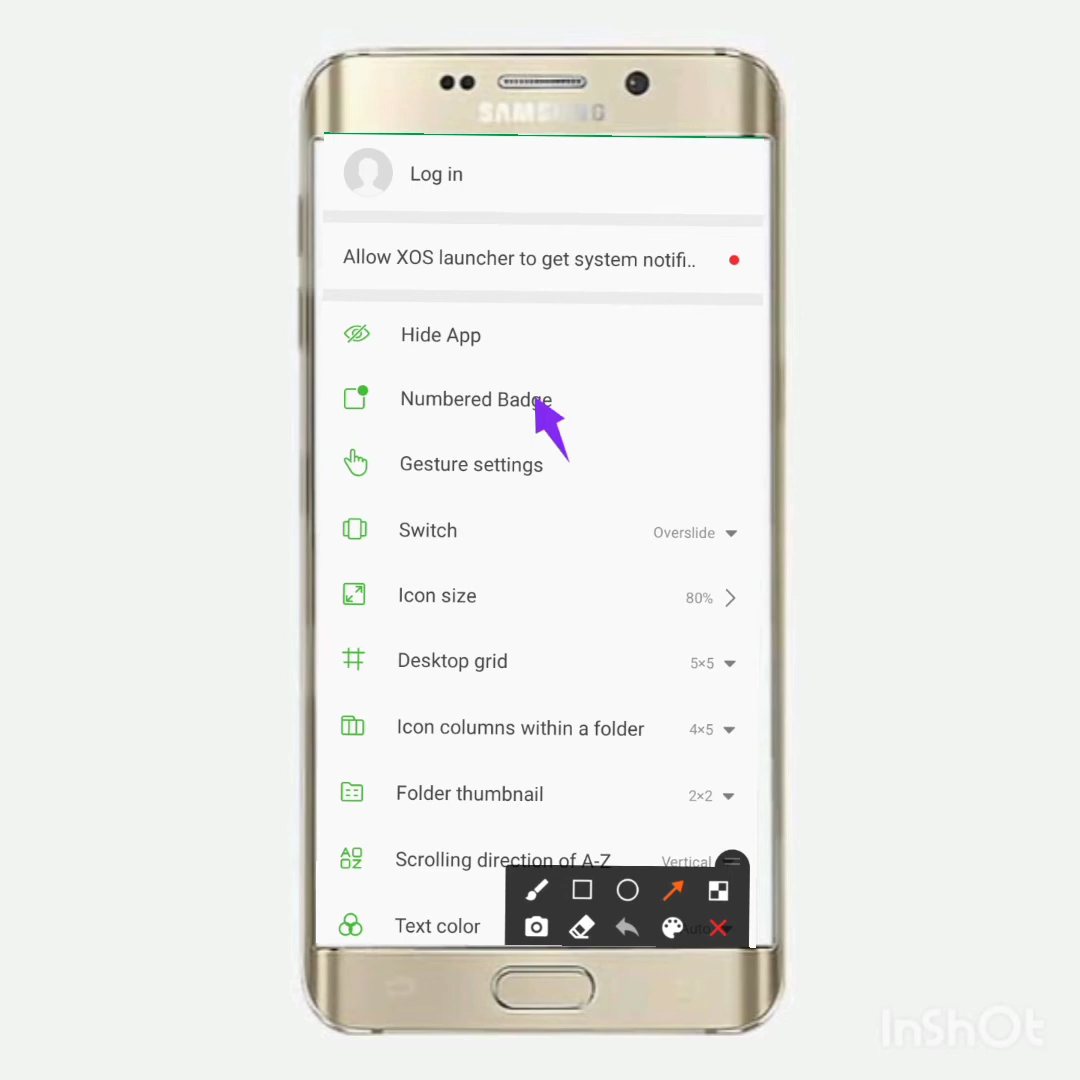 SAMSUNG
Log in
Allow XOS launcher to get system notifi..
Hide App
Numbered Badge
Gesture settings
Switch Overslide
Icon size 80%
Desktop grid 5×5
Icon columns within a folder 4×5
Folder thumbnail 2×2
Scrolling direction of A-Z Vertical
Text color Auto
InShOt